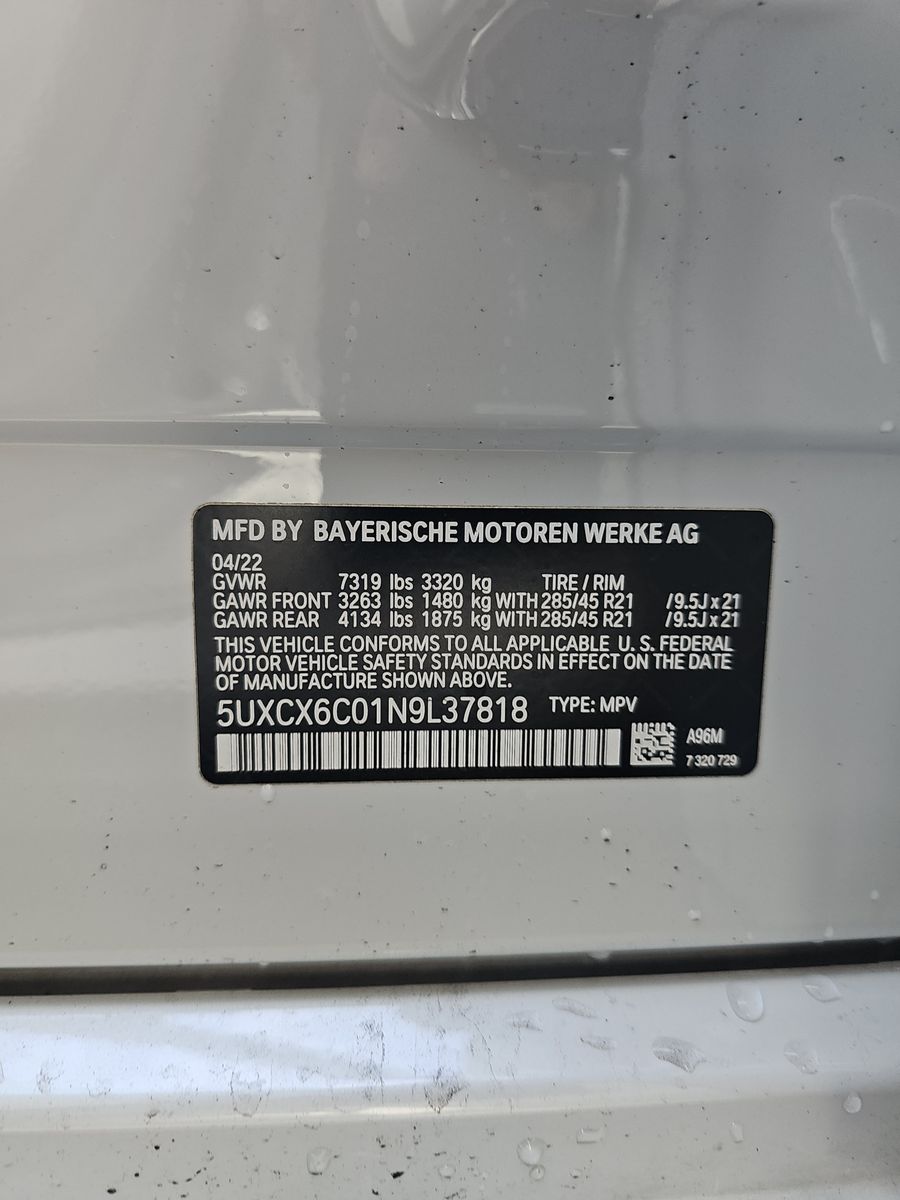 MFD BY BAYERISCHE MOTOREN WERKE AG
04/22
GVWR 7319 lbs 3320 kg TIRE / RIM
GAWR FRONT 3263 lbs 1480 kg WITH 285/45 R21 /9.5J x 21
GAWR REAR 4134 lbs 1875 kg WITH 285/45 R21 /9.5J x 21
THIS VEHICLE CONFORMS TO ALL APPLICABLE U. S. FEDERAL
MOTOR VEHICLE SAFETY STANDARDS IN EFFECT ON THE DATE
OF MANUFACTURE SHOWN ABOVE.
5UXCX6C01N9L37818 TYPE: MPV
A96M
7 320 729